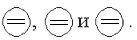 ⊜, ⊜ и ⊜.